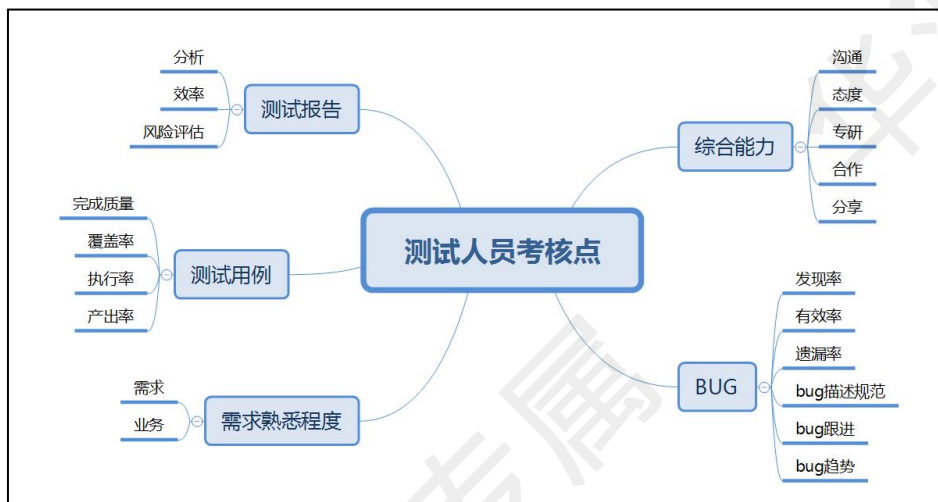 测试人员考核点
综合能力
沟通
态度
专研
合作
分享
BUG
发现率
有效率
遗漏率
bug描述规范
bug跟进
bug趋势
测试报告
分析
效率
风险评估
测试用例
完成质量
覆盖率
执行率
产出率
需求熟悉程度
需求
业务
专属
华